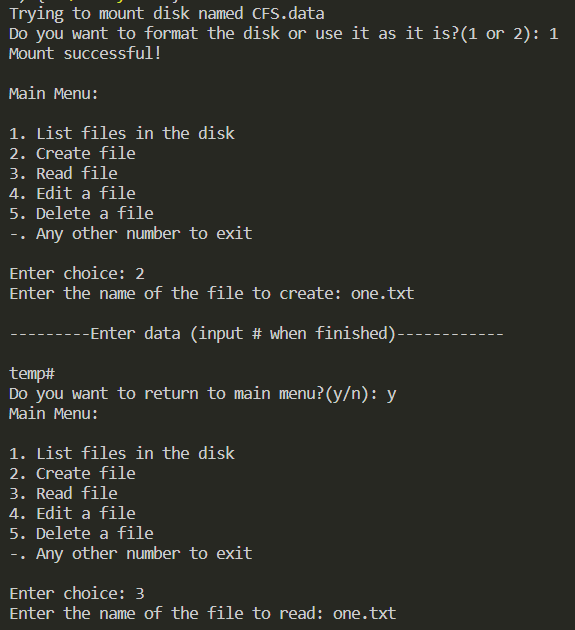 Trying to mount disk named CFS.data
Do you want to format the disk or use it as it is?(1 or 2): 1
Mount successful!
Main Menu:
1. List files in the disk
2. Create file
3. Read file
4. Edit a file
5. Delete a file
-. Any other number to exit
Enter choice: 2
Enter the name of the file to create: one.txt
---------Enter data (input # when finished)------------
temp#
Do you want to return to main menu?(y/n): y
Main Menu:
1. List files in the disk
2. Create file
3. Read file
4. Edit a file
5. Delete a file
-. Any other number to exit
Enter choice: 3
Enter the name of the file to read: one.txt